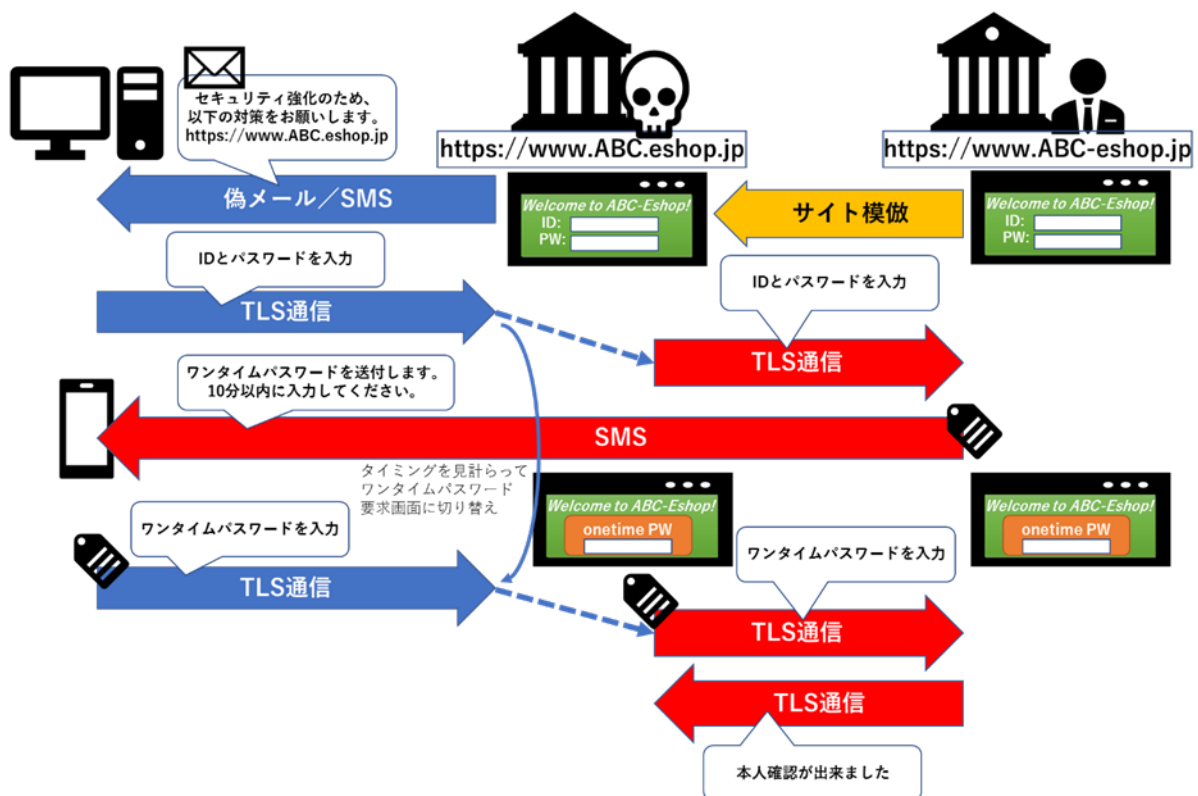 セキュリティ強化のため、
以下の対策をお願いします。
https://www.ABC.eshop.jp
https://www.ABC.eshop.jp
https://www.ABC-eshop.jp
偽メール／SMS
Welcome to ABC-Eshop!
ID:
PW:
サイト模倣
Welcome to ABC-Eshop!
ID:
PW:
IDとパスワードを入力
TLS通信
IDとパスワードを入力
TLS通信
ワンタイムパスワードを送付します。
10分以内に入力してください。
SMS
タイミングを見計らって
ワンタイムパスワード
要求画面に切り替え
Welcome to ABC-Eshop!
onetime PW
Welcome to ABC-Eshop!
onetime PW
ワンタイムパスワードを入力
TLS通信
ワンタイムパスワードを入力
TLS通信
TLS通信
本人確認が出来ました